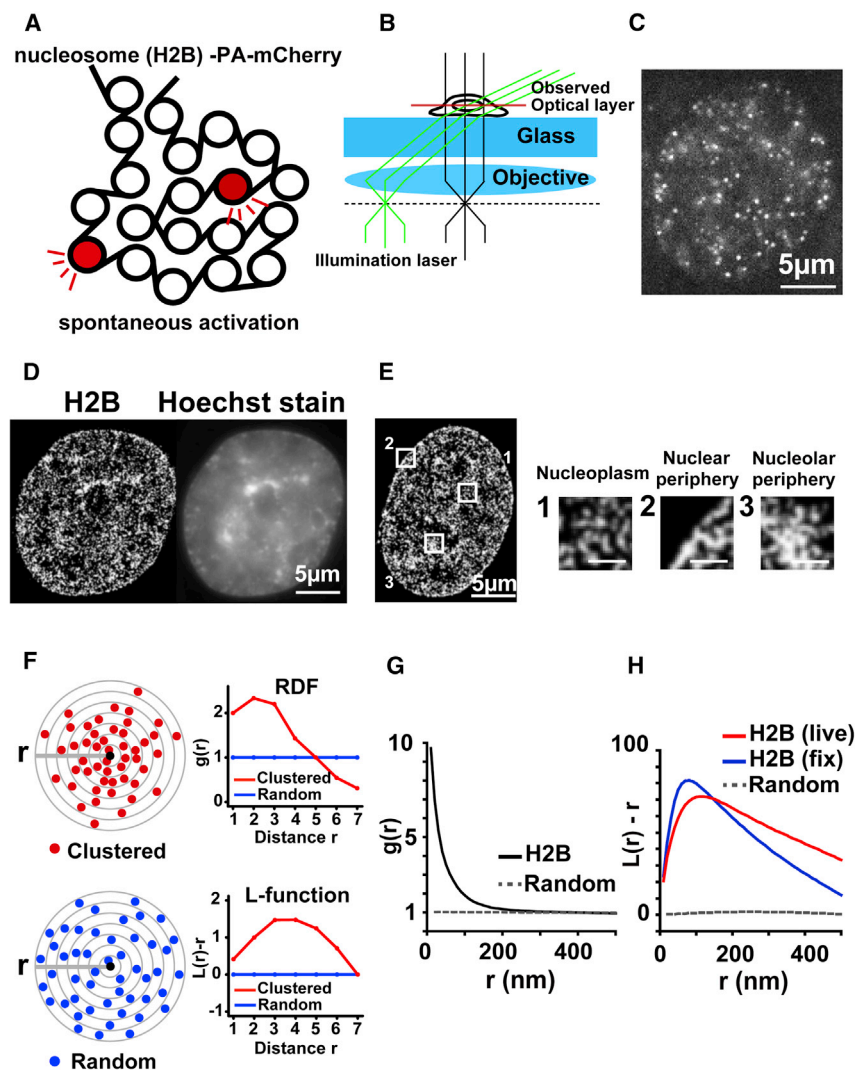 A
nucleosome (H2B) -PA-mCherry
spontaneous activation
B
Observed
Optical layer
Glass
Objective
Illumination laser
C
5μm
D
H2B Hoechst stain
5μm
E
2
1
3
5μm
Nucleoplasm
1
Nuclear
periphery
2
Nucleolar
periphery
3
F
r
Clustered
RDF
g(r)
2
1
0
Clustered
Random
1 2 3 4 5 6 7
Distance r
r
Random
L-function
L(r)-r
2
1
0
-1
Clustered
Random
1 2 3 4 5 6 7
Distance r
G
10
5
1
g(r)
H2B
Random
0 200 400
r (nm)
H
H2B (live)
H2B (fix)
Random
100
0
L(r) - r
0 200 400
r (nm)